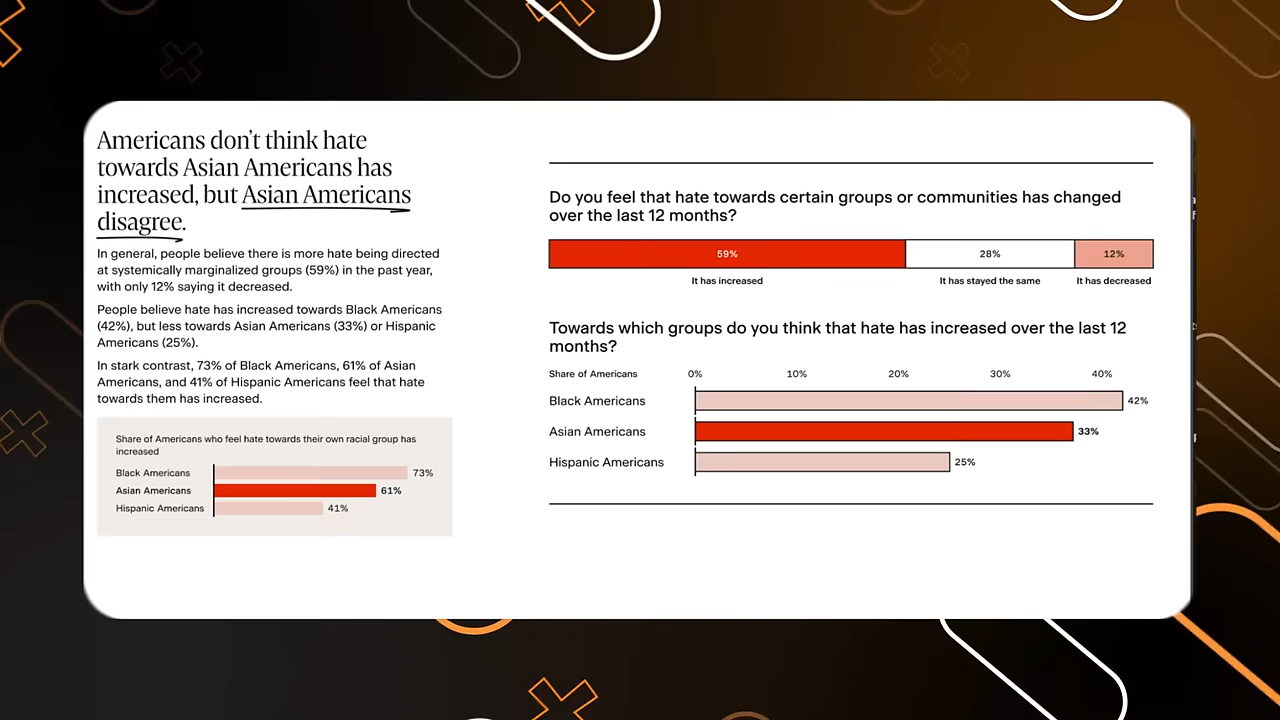 Americans don't think hate
towards Asian Americans has
increased, but Asian Americans
disagree.
In general, people believe there is more hate being directed
at systemically marginalized groups (59%) in the past year,
with only 12% saying it decreased.
People believe hate has increased towards Black Americans
(42%), but less towards Asian Americans (33%) or Hispanic
Americans (25%).
In stark contrast, 73% of Black Americans, 61% of Asian
Americans, and 41% of Hispanic Americans feel that hate
towards them has increased.
Share of Americans who feel hate towards their own racial group has
increased
Black Americans 73%
Asian Americans 61%
Hispanic Americans 41%
Do you feel that hate towards certain groups or communities has changed
over the last 12 months?
59% 28% 12%
It has increased It has stayed the same It has decreased
Towards which groups do you think that hate has increased over the last 12
months?
Share of Americans 0% 10% 20% 30% 40%
Black Americans 42%
Asian Americans 33%
Hispanic Americans 25%